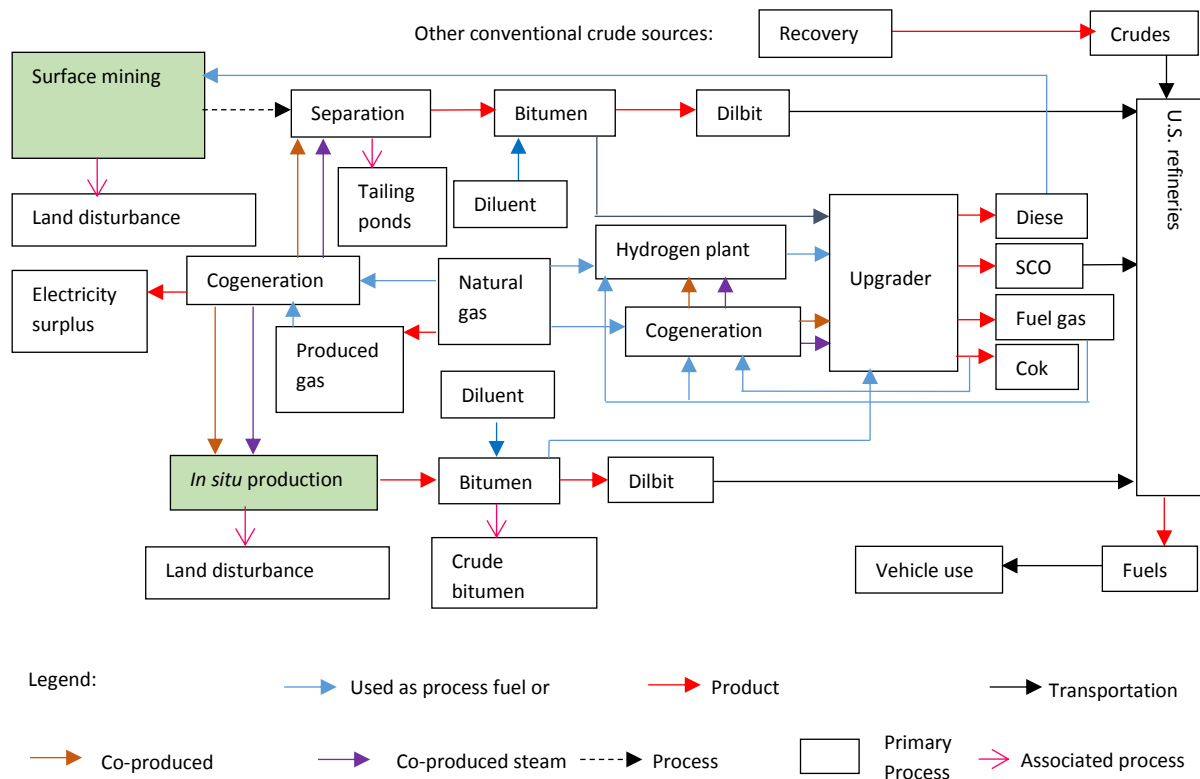 Other conventional crude sources:
Recovery
Crudes
Surface mining
Separation
Bitumen
Dilbit
U.S. refineries
Land disturbance
Tailing
ponds
Diluent
Diese
Hydrogen plant
Upgrader
Electricity
surplus
Cogeneration
Natural
gas
SCO
Cogeneration
Fuel gas
Produced
gas
Cok
Diluent
In situ production
Bitumen
Dilbit
Land disturbance
Crude
bitumen
Vehicle use
Fuels
Legend:
Used as process fuel or
Product
Transportation
Co-produced
Co-produced steam
Process
Primary
Process
Associated process